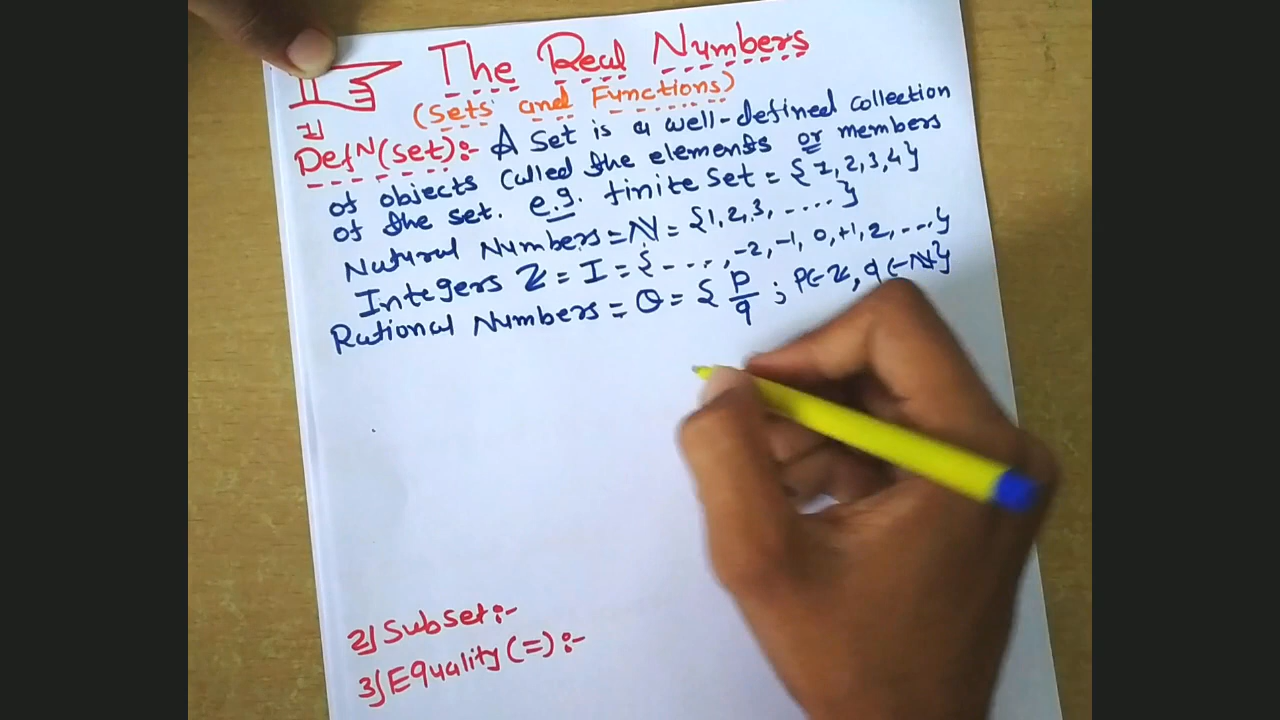 The Real Numbers
(Sets and Functions)
1)
Defⁿ(set):- A set is a well-defined collection
of objects called the elements or members
of the set. e.g. finite set = {1,2,3,4}
Natural Numbers = N = {1,2,3, .....}
Integers Z = I = {- ...., -2, -1, 0, +1, 2, ....}
Rational Numbers = Q = { p/q ; p∈Z, q∈N}
2) Subset:-
3) Equality (=):-